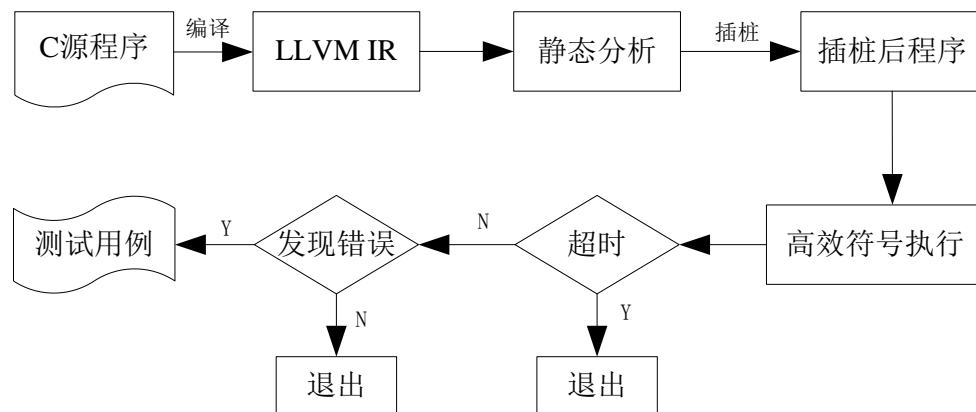 C源程序
编译
LLVM IR
静态分析
插桩
插桩后程序
测试用例
Y
发现错误
N
超时
高效符号执行
N
Y
退出
退出